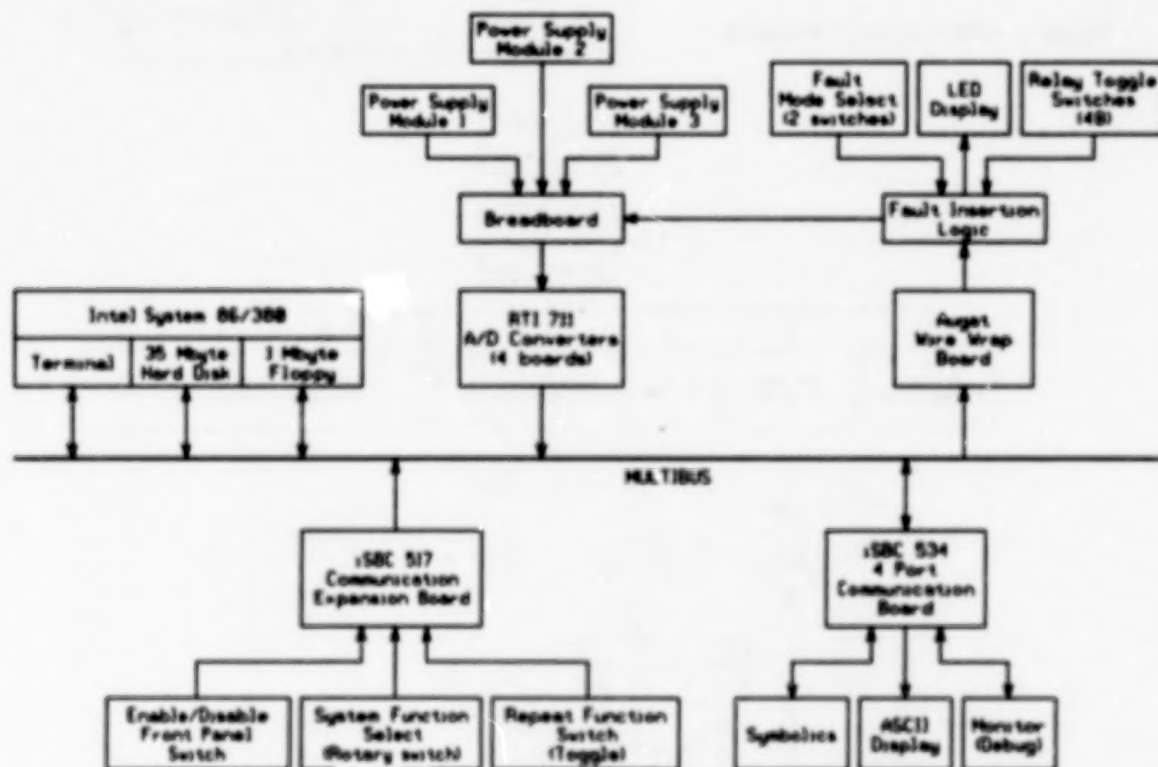 Power Supply
Module 2
Power Supply
Module 1
Power Supply
Module 3
Fault
Mode Select
(2 switches)
LED
Display
Relay Toggle
Switches
(48)
Breadboard
Fault Insertion
Logic
Intel System 86/380
Terminal
35 Mbyte
Hard Disk
1 Mbyte
Floppy
RTI 711
A/D Converters
(4 boards)
Augat
Wire Wrap
Board
MULTIBUS
iSBC 517
Communication
Expansion Board
iSBC 534
4 Port
Communication
Board
Enable/Disable
Front Panel
Switch
System Function
Select
(Rotary switch)
Repeat Function
Switch
(Toggle)
Symbolics
ASCII
Display
Monitor
(Debug)